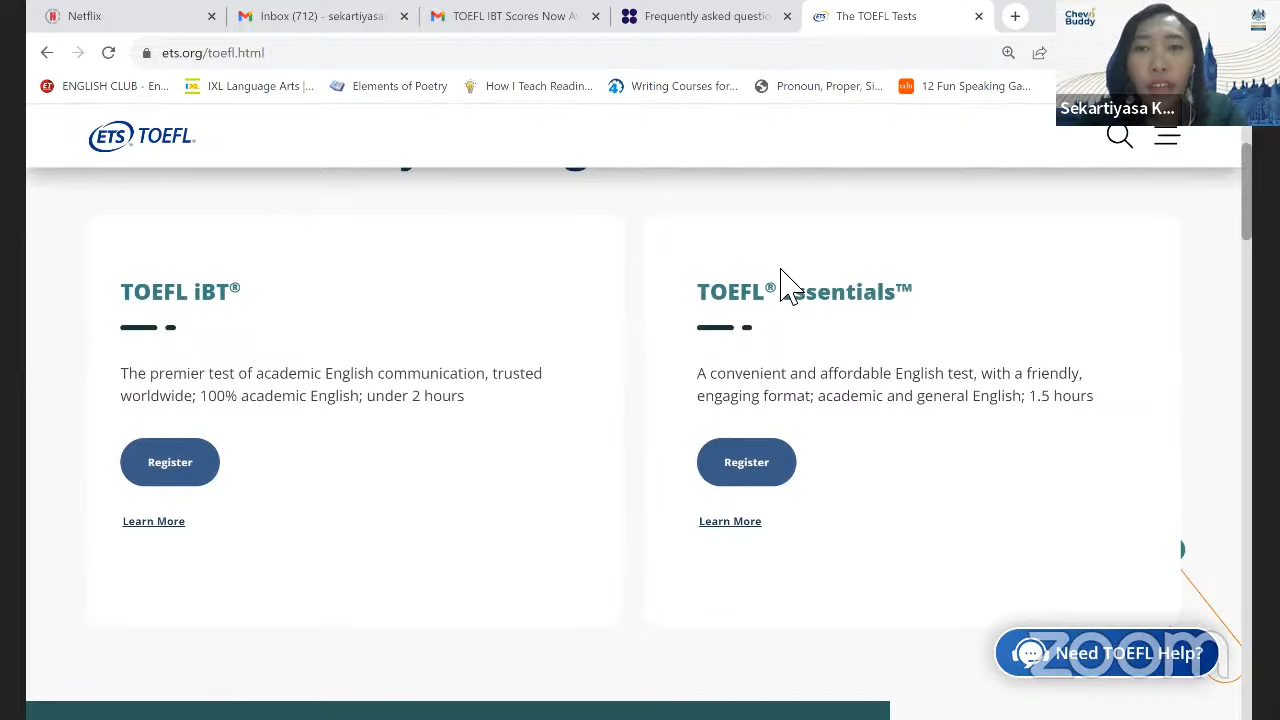 Netflix
Inbox (712) - sekartiyasa
TOEFL iBT Scores No
Frequently asked questio
The TOEFL Tests
ets.org/toefl.html
ENGLISH CLUB - En...
IXL Language Arts |...
Elements of Poetry
How I
Writing Courses for...
Proper, Si...
12 Fun Speaking Ga...
Chev
Buddy
Sekartiyasa K...
ETS TOEFL
TOEFL iBT®
TOEFL® Essentials™
The premier test of academic English communication, trusted
worldwide; 100% academic English; under 2 hours
A convenient and affordable English test, with a friendly,
engaging format; academic and general English; 1.5 hours
Register
Register
Learn More
Learn More
Need TOEFL Help?
zoom